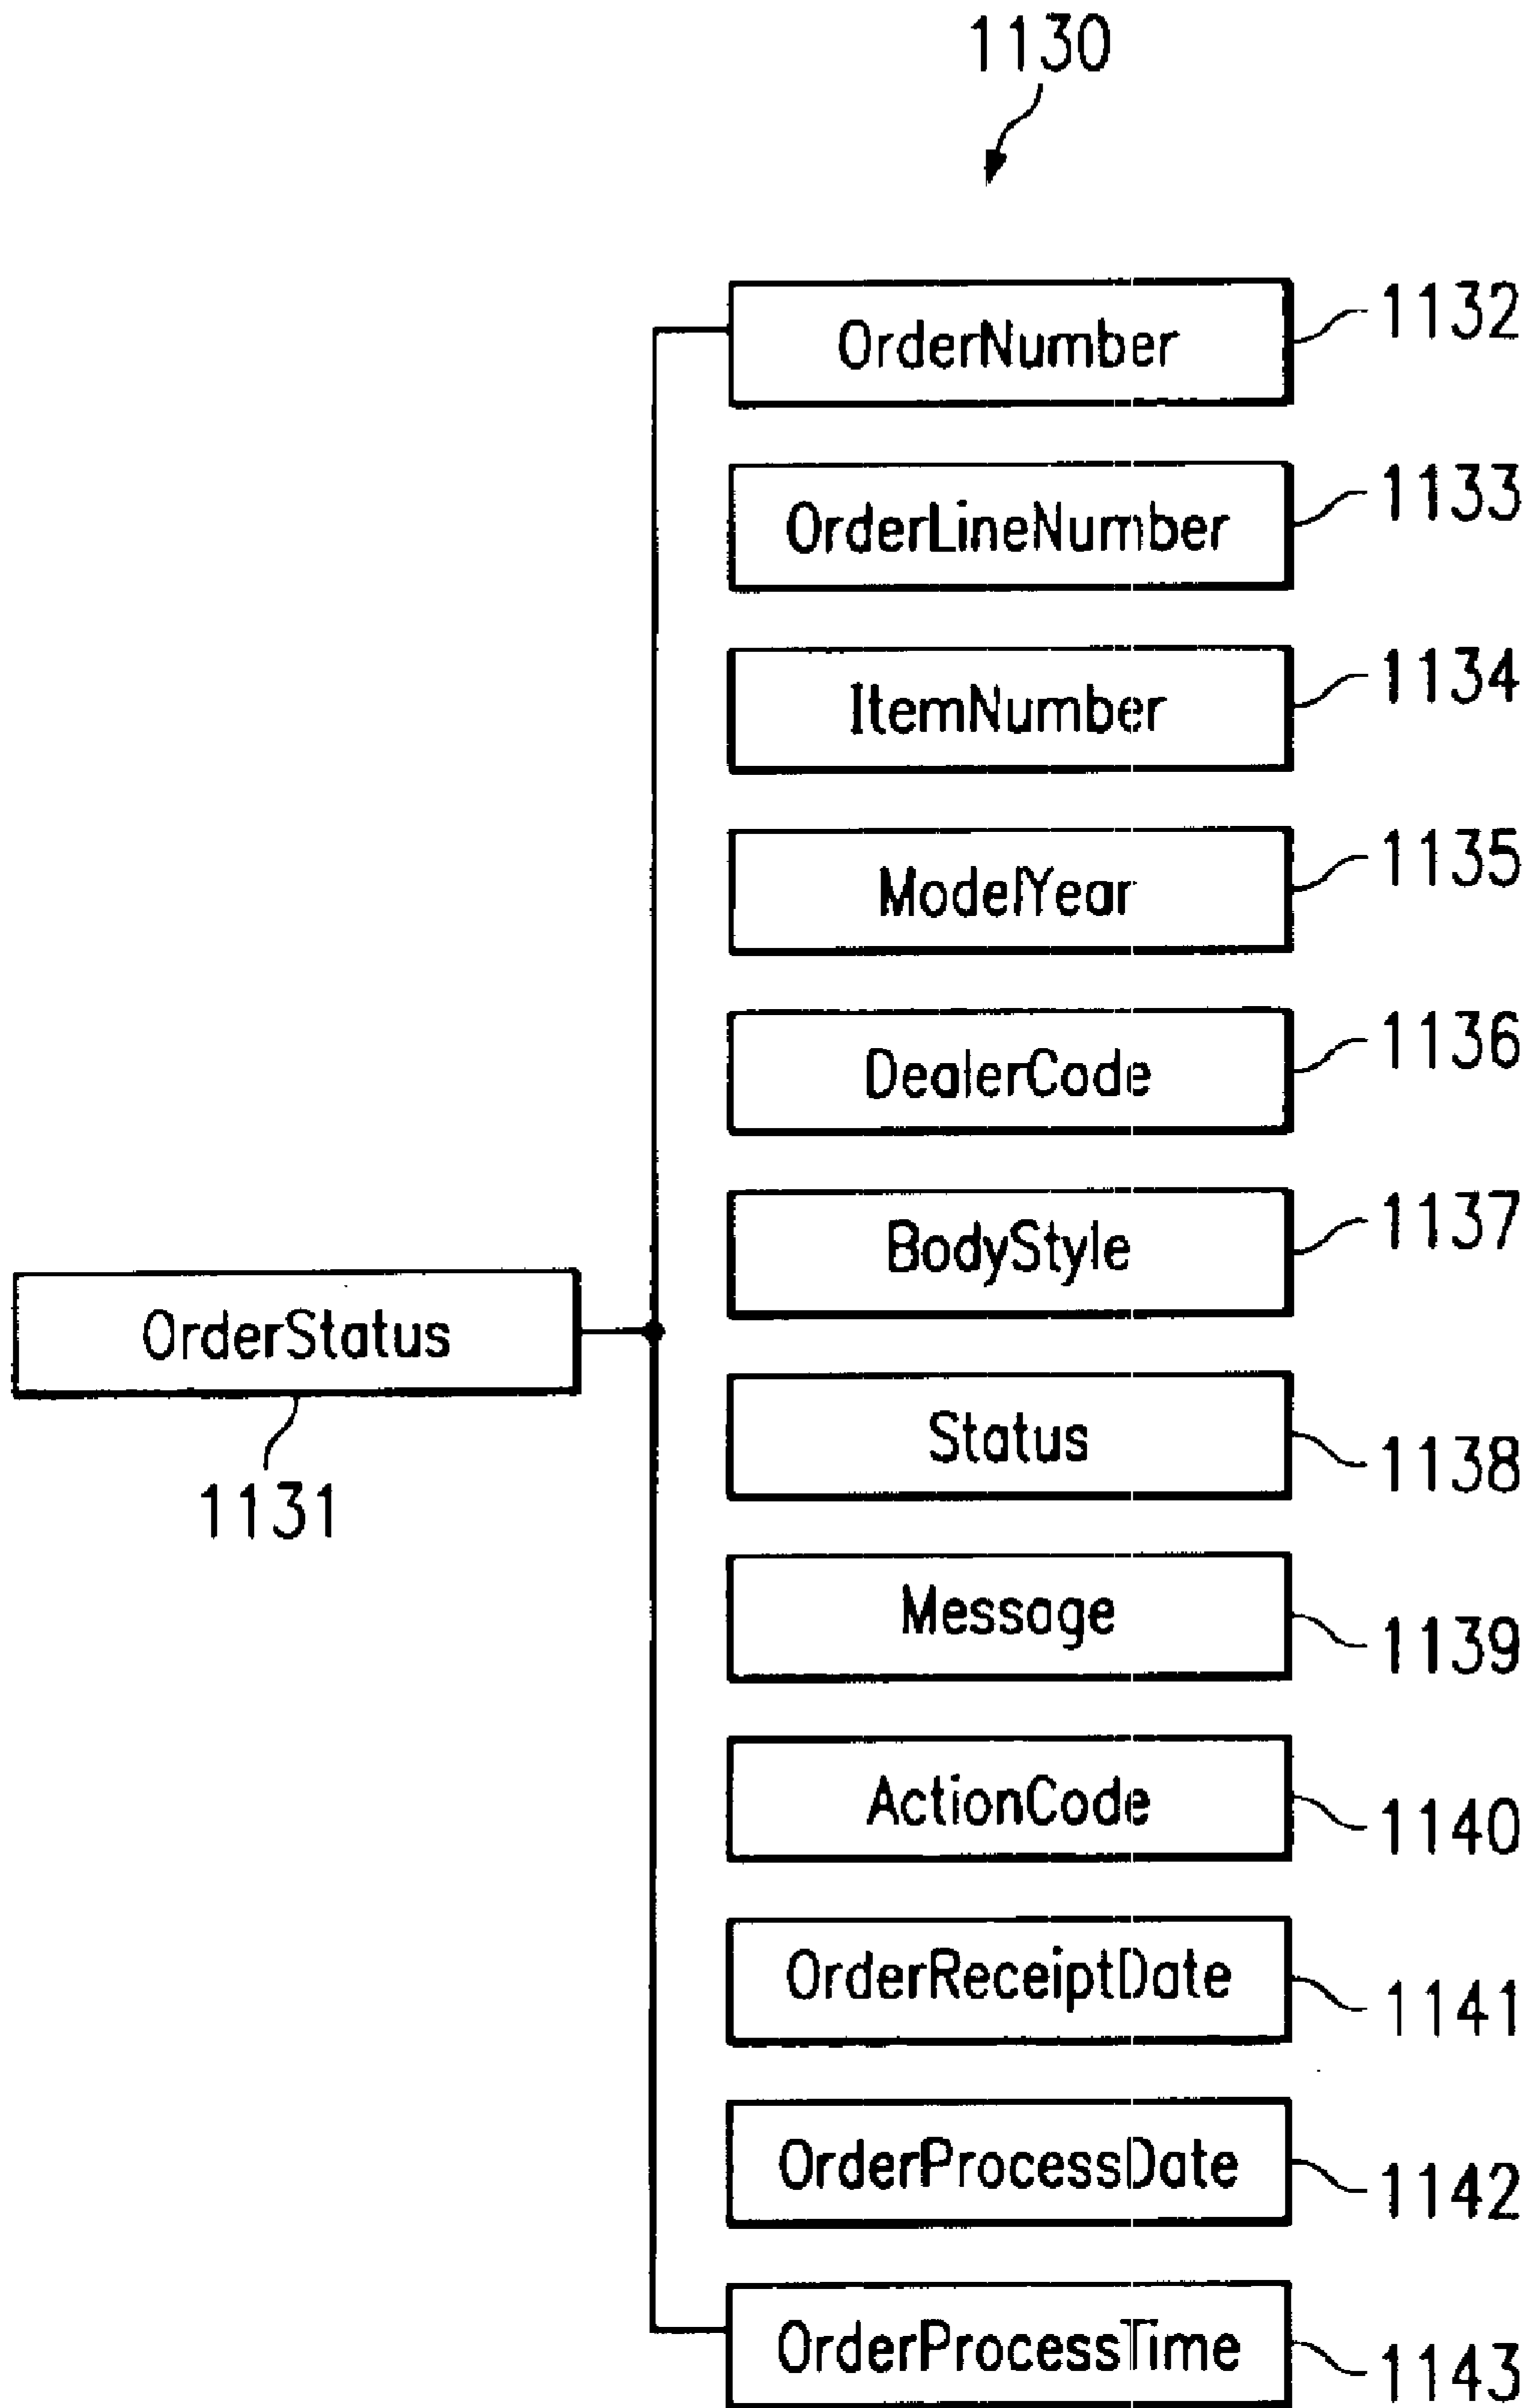 1130
OrderNumber 1132
OrderLineNumber 1133
ItemNumber 1134
ModelYear 1135
DealerCode 1136
BodyStyle 1137
OrderStatus
1131
Status 1138
Message 1139
ActionCode 1140
OrderReceiptDate 1141
OrderProcessDate 1142
OrderProcessTime 1143